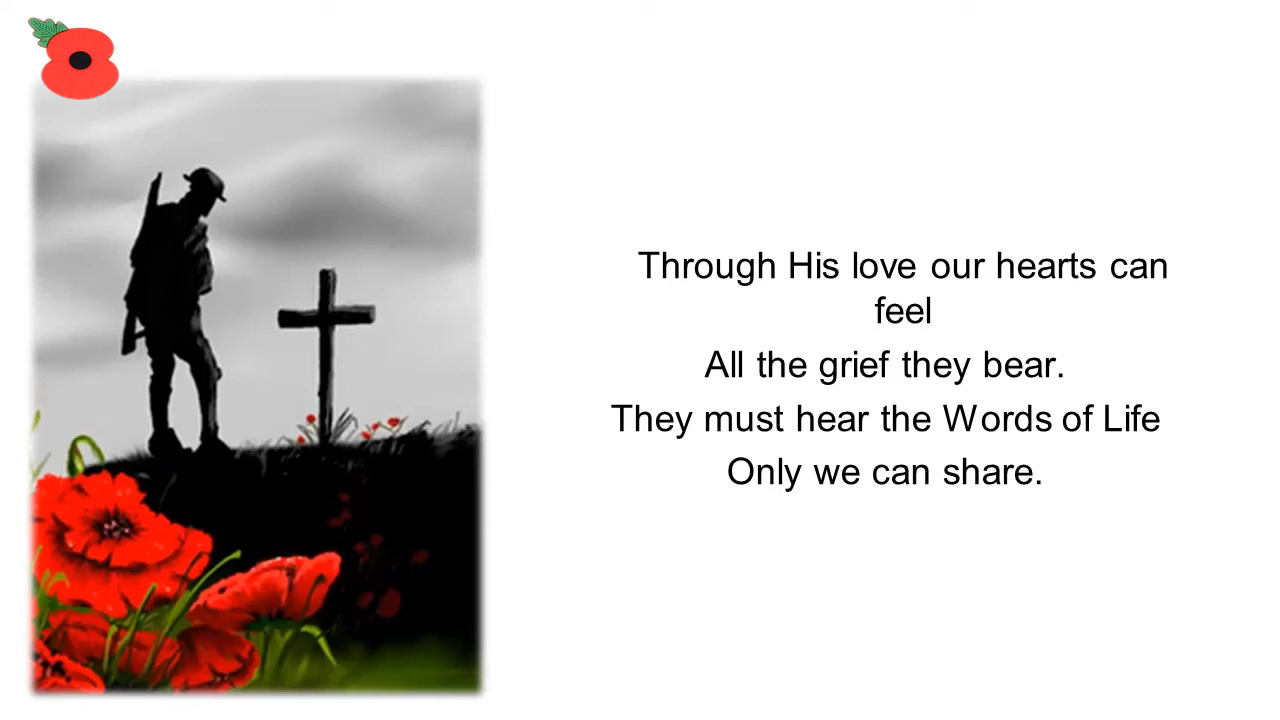 Through His love our hearts can
feel
All the grief they bear.
They must hear the Words of Life
Only we can share.